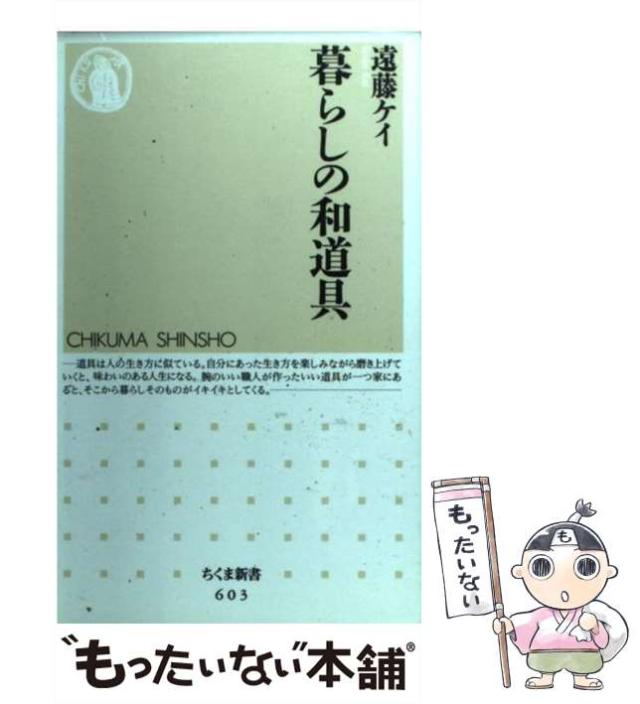 遠藤ケイ
暮らしの和道具
CHIKUMA SHINSHO
―道具は人の生き方に似ている。自分にあった生き方を楽しみながら磨き上げて
いくと、味わいのある人生になる。腕のいい職人が作ったいい道具が一つ家にあ
ると、そこから暮らしそのものがイキイキとしてくる。―
ちくま新書
603
も
もったいない
"もったいない"本舗®